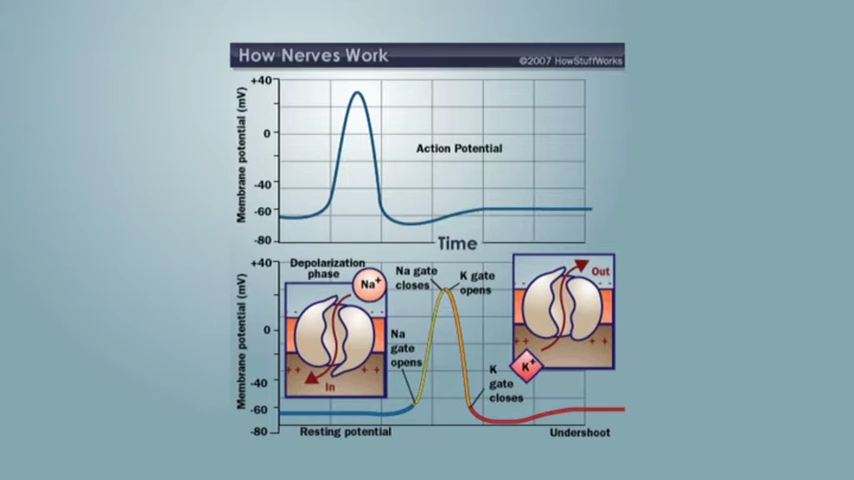 How Nerves Work
©2007 HowStuffWorks
+40
0
-40
-60
-80
Membrane potential (mV)
Action Potential
Time
+40
0
-40
-60
-80
Membrane potential (mV)
Depolarization
phase
Na+
In
- -
+ +
+ +
Na gate
closes
K gate
opens
Na
gate
opens
K
gate
closes
Out
K+
- -
+ +
+ +
Resting potential
Undershoot